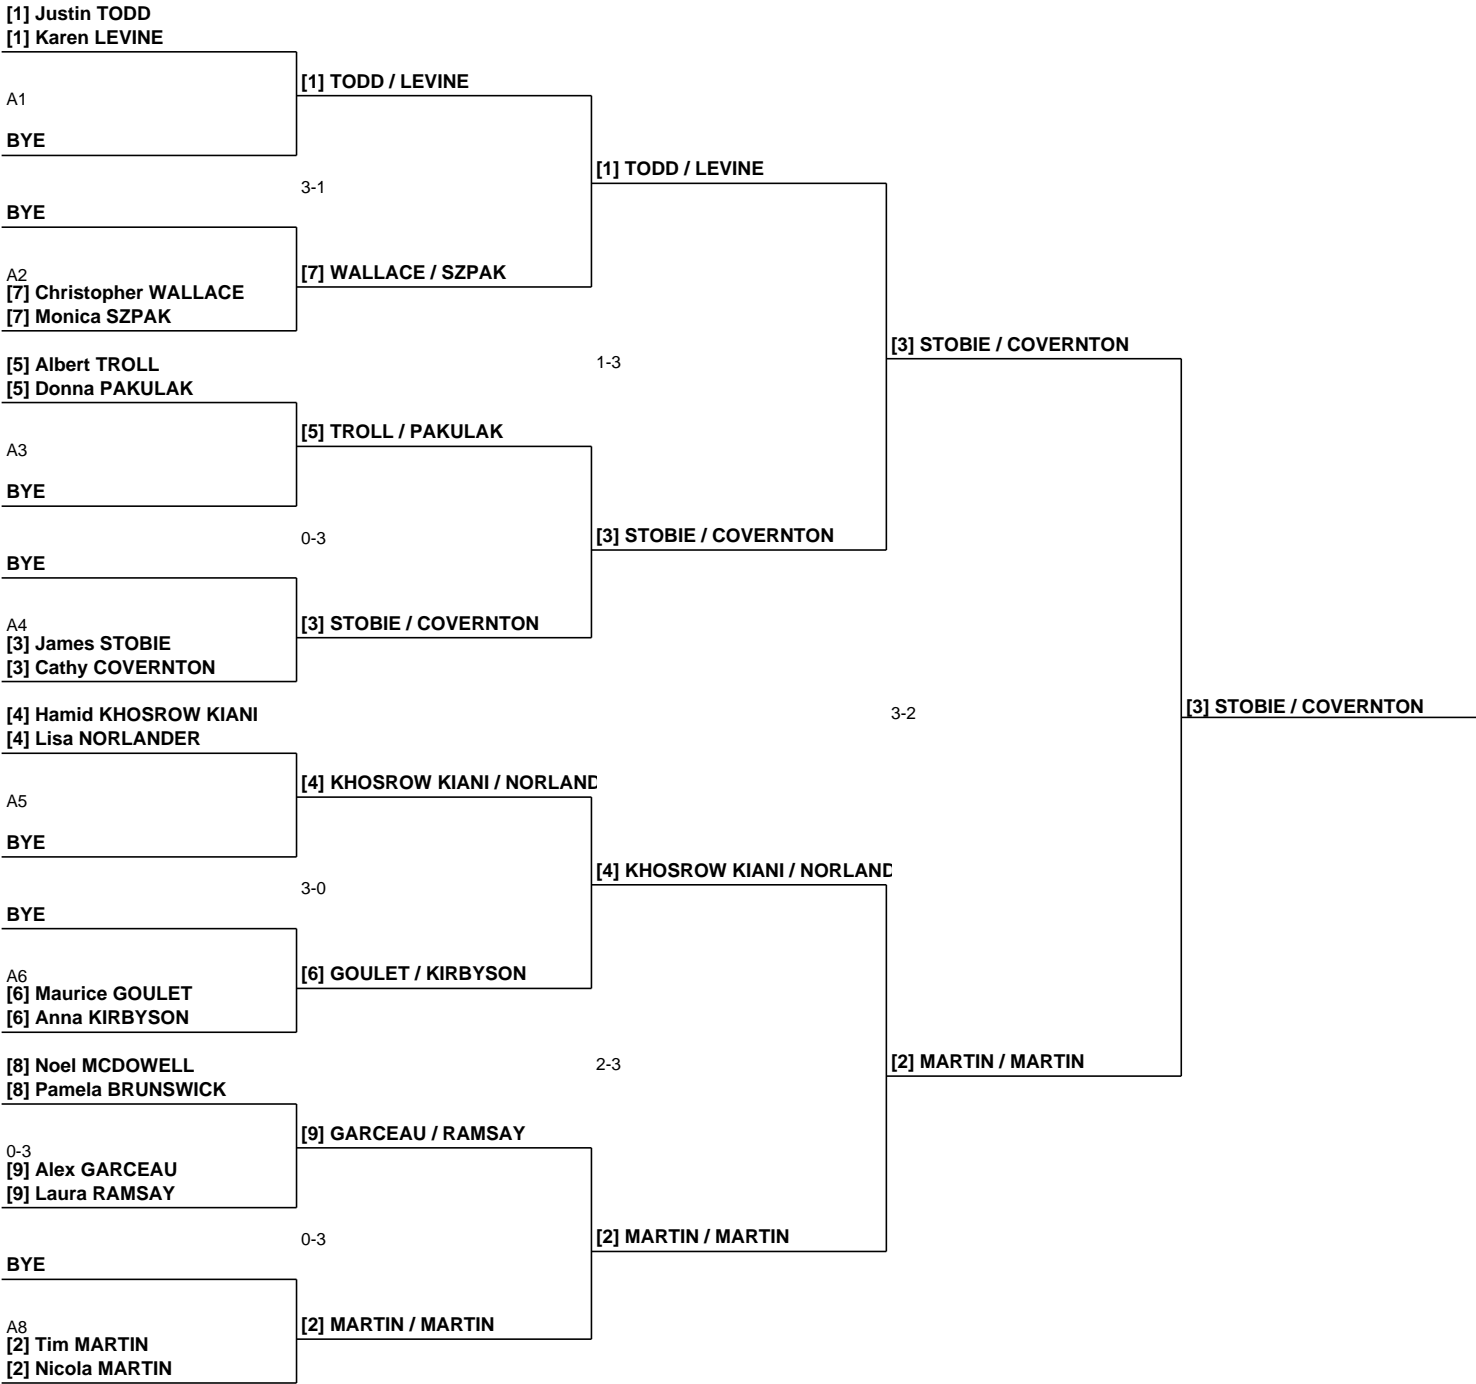 [1] Justin TODD
[1] Karen LEVINE
[1] TODD / LEVINE
A1
BYE
[1] TODD / LEVINE
3-1
BYE
[7] WALLACE / SZPAK
A2
[7] Christopher WALLACE
[7] Monica SZPAK
[3] STOBIE / COVERNTON
[5] Albert TROLL
1-3
[5] Donna PAKULAK
[5] TROLL / PAKULAK
A3
BYE
0-3
[3] STOBIE / COVERNTON
BYE
A4
[3] STOBIE / COVERNTON
[3] James STOBIE
[3] Cathy COVERNTON
[4] Hamid KHOSROW KIANI
3-2
[3] STOBIE / COVERNTON
[4] Lisa NORLANDER
[4] KHOSROW KIANI / NORLAND
A5
BYE
[4] KHOSROW KIANI / NORLAND
3-0
BYE
A6
[6] GOULET / KIRBYSON
[6] Maurice GOULET
[6] Anna KIRBYSON
[8] Noel MCDOWELL
2-3
[2] MARTIN / MARTIN
[8] Pamela BRUNSWICK
[9] GARCEAU / RAMSAY
0-3
[9] Alex GARCEAU
[9] Laura RAMSAY
0-3
[2] MARTIN / MARTIN
BYE
A8
[2] MARTIN / MARTIN
[2] Tim MARTIN
[2] Nicola MARTIN